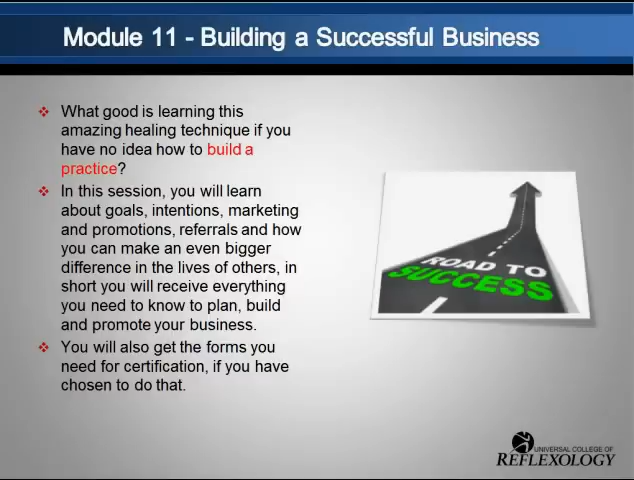 Module 11 - Building a Successful Business
What good is learning this
amazing healing technique if you
have no idea how to build a
practice?
In this session, you will learn
about goals, intentions, marketing
and promotions, referrals and how
you can make an even bigger
difference in the lives of others, in
short you will receive everything
you need to know to plan, build
and promote your business.
You will also get the forms you
need for certification, if you have
chosen to do that.
ROAD TO
SUCCESS
UNIVERSAL COLLEGE OF
REFLEXOLOGY